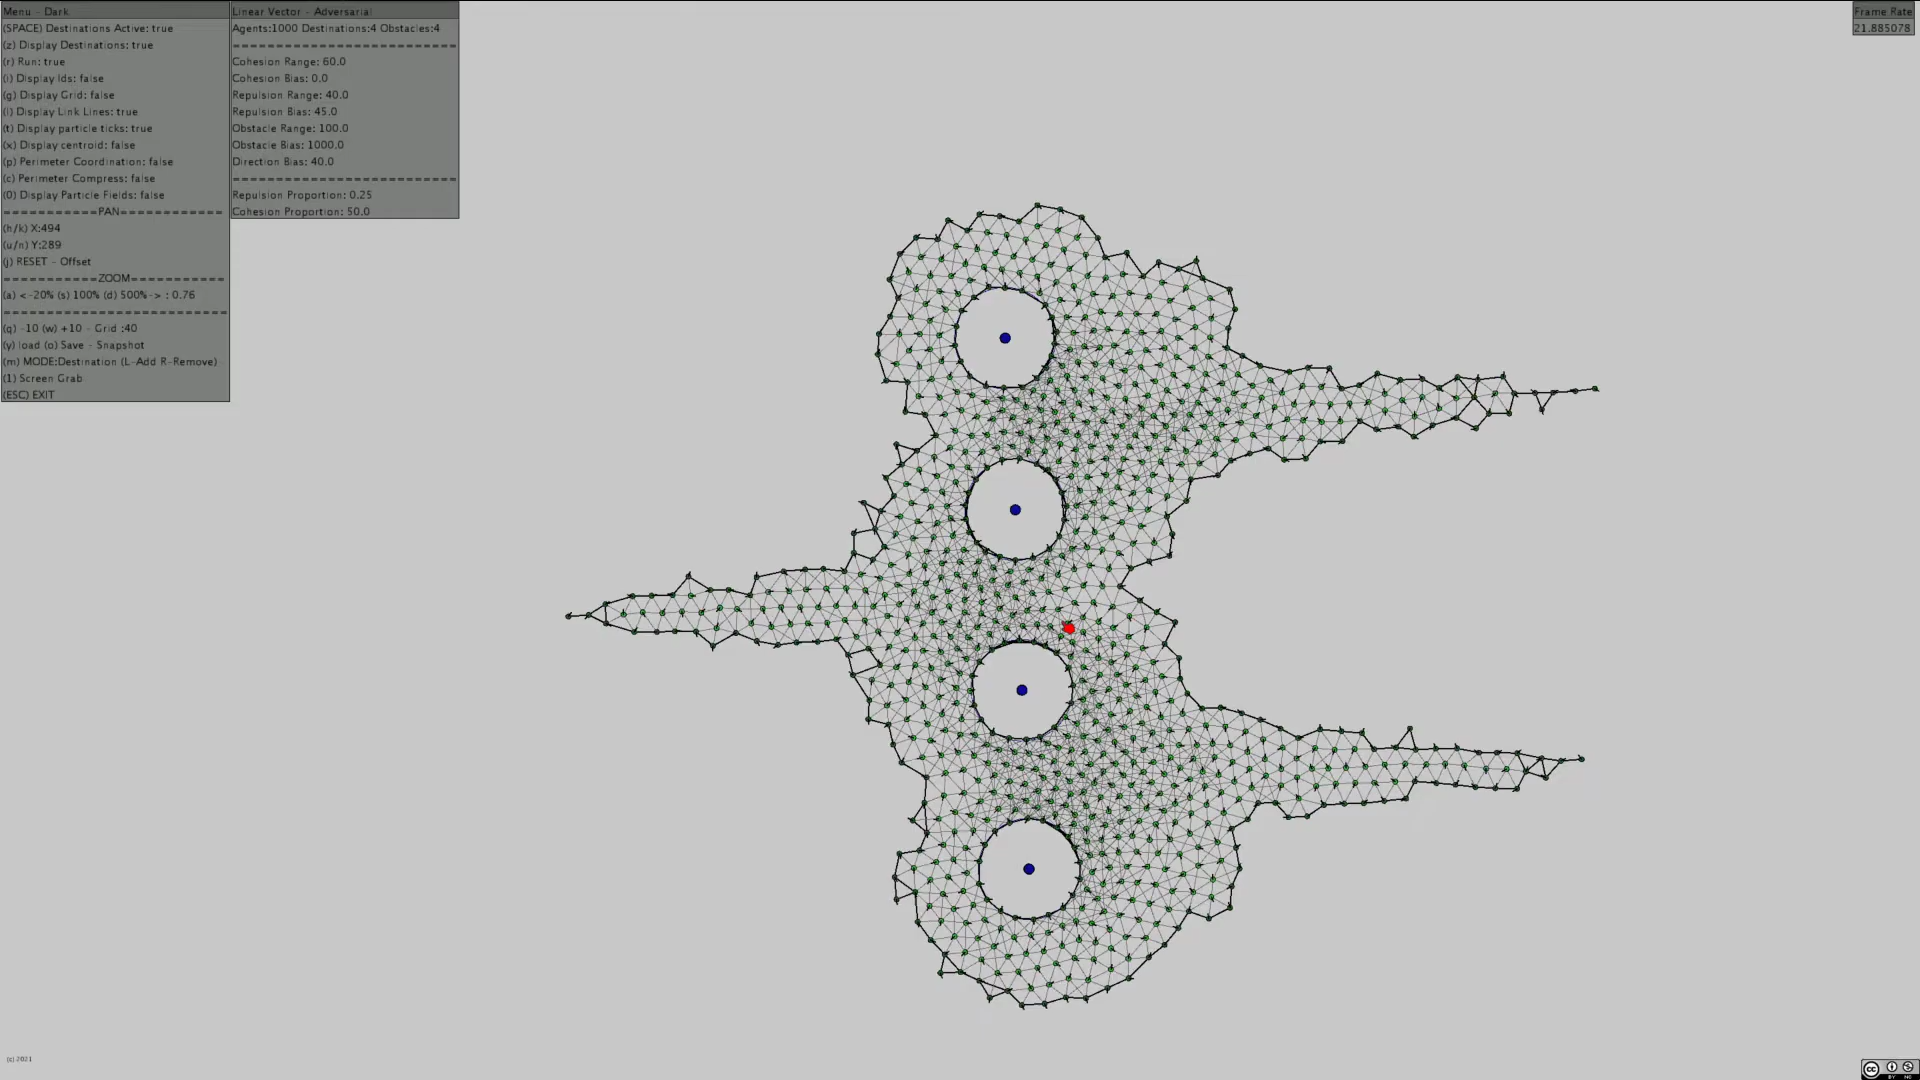 Menu - Dark
(SPACE) Destinations Active: true
(z) Display Destinations: true
(r) Run: true
(i) Display Ids: false
(g) Display Grid: false
(l) Display Link Lines: true
(t) Display particle ticks: true
(x) Display centroid: false
(p) Perimeter Coordination: false
(c) Perimeter Compress: false
(0) Display Particle Fields: false
===========PAN============
(h/k) X:494
(u/n) Y:289
(j) RESET - Offset
===========ZOOM===========
(a) <-20% (s) 100% (d) 500%-> : 0.76
==========================
(q) -10 (w) +10 - Grid :40
(y) load (o) Save - Snapshot
(m) MODE:Destination (L-Add R-Remove)
(1) Screen Grab
(ESC) EXIT
Linear Vector - Adversarial
Agents:1000 Destinations:4 Obstacles:4
==========================
Cohesion Range: 60.0
Cohesion Bias: 0.0
Repulsion Range: 40.0
Repulsion Bias: 45.0
Obstacle Range: 100.0
Obstacle Bias: 1000.0
Direction Bias: 40.0
==========================
Repulsion Proportion: 0.25
Cohesion Proportion: 50.0
Frame Rate
21.885078
(c) 2021
cc
BY NC